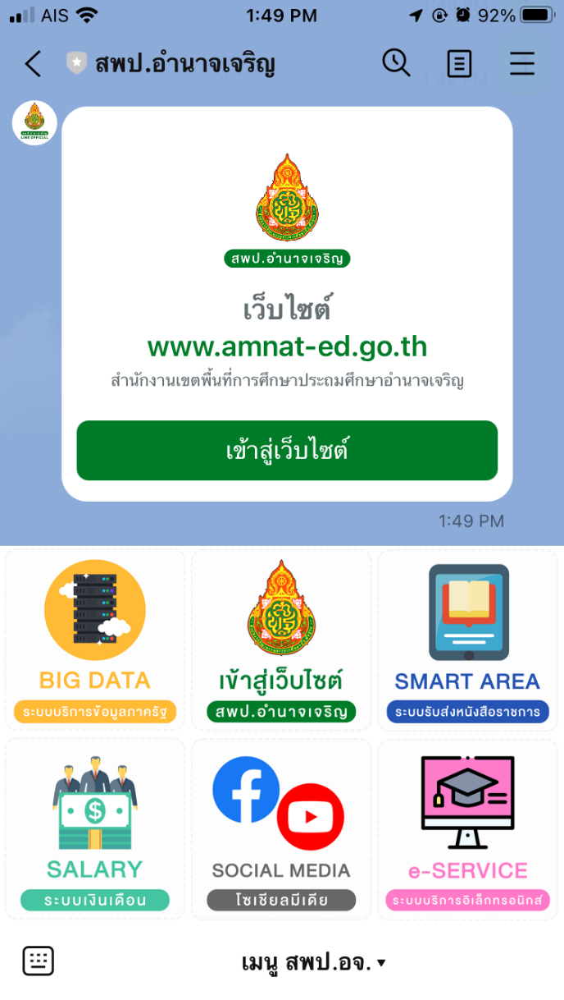 AIS
1:49 PM
92%
สพป.อำนาจเจริญ
1:49 PM
LINE OFFICIAL
สพป.อำนาจเจริญ
เว็บไซต์
www.amnat-ed.go.th
สำนักงานเขตพื้นที่การศึกษาประถมศึกษาอำนาจเจริญ
เข้าสู่เว็บไซต์
1:49 PM
BIG DATA
ระบบบริการข้อมูลภาครัฐ
เข้าสู่เว็บไซต์
สพป.อำนาจเจริญ
SMART AREA
ระบบรับส่งหนังสือราชการ
$
SALARY
ระบบเงินเดือน
SOCIAL MEDIA
โซเชียลมีเดีย
e-SERVICE
ระบบบริการอิเล็กทรอนิกส์
เมนู สพป.อจ.